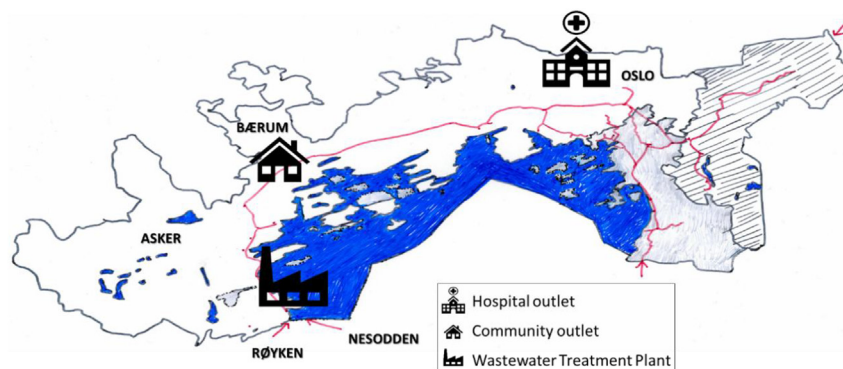 OSLO
BÆRUM
ASKER
RØYKEN
NESODDEN
Hospital outlet
Community outlet
Wastewater Treatment Plant